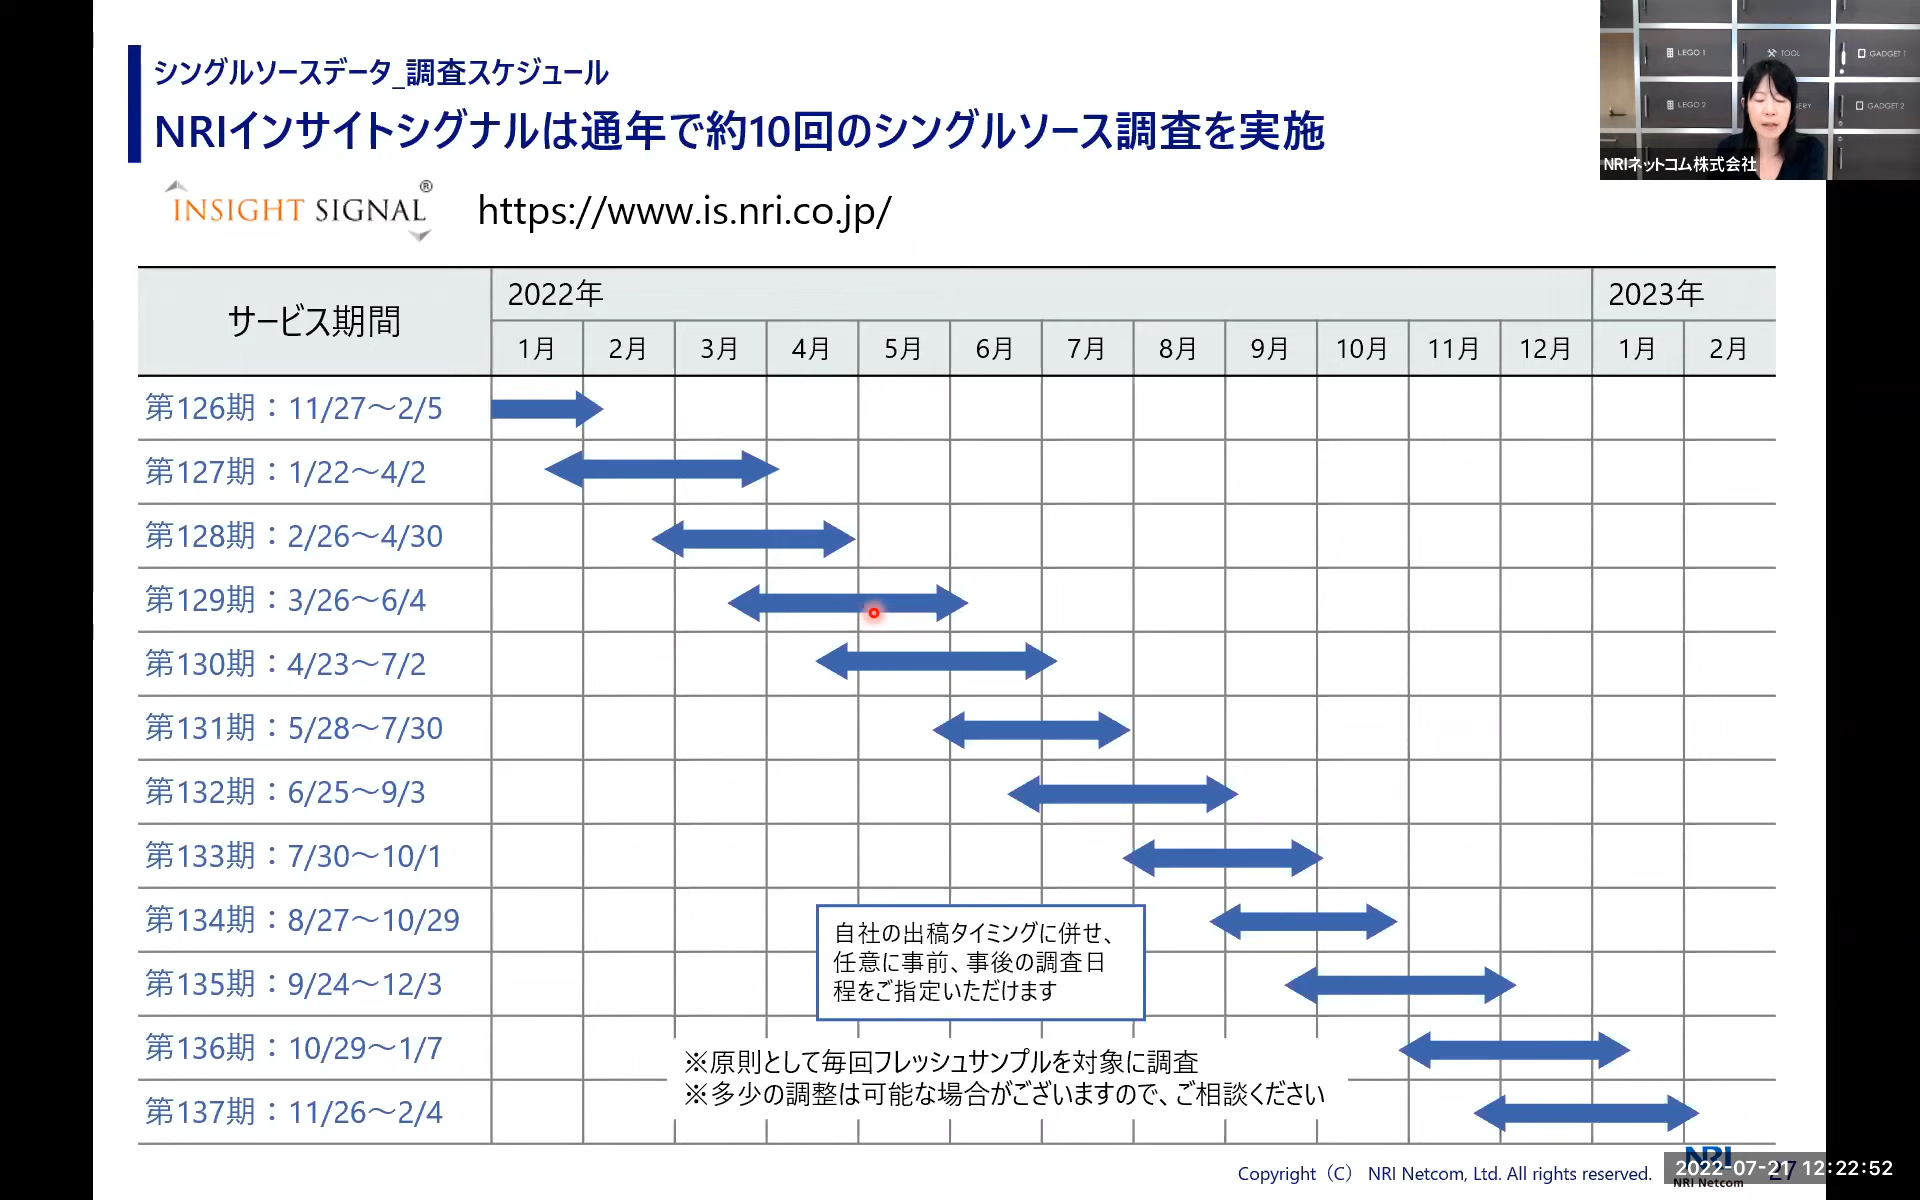 シングルソースデータ_調査スケジュール
NRIインサイトシグナルは通年で約10回のシングルソース調査を実施
INSIGHT SIGNAL®
https://www.is.nri.co.jp/
LEGO 1
TOOL
GADGET 1
LEGO 2
GADGET 2
NRIネットコム株式会社
サービス期間
2022年
2023年
1月 2月 3月 4月 5月 6月 7月 8月 9月 10月 11月 12月 1月 2月
第126期：11/27～2/5
第127期：1/22～4/2
第128期：2/26～4/30
第129期：3/26～6/4
第130期：4/23～7/2
第131期：5/28～7/30
第132期：6/25～9/3
第133期：7/30～10/1
第134期：8/27～10/29
第135期：9/24～12/3
第136期：10/29～1/7
第137期：11/26～2/4
自社の出稿タイミングに併せ、
任意に事前、事後の調査日
程をご指定いただけます
※原則として毎回フレッシュサンプルを対象に調査
※多少の調整は可能な場合がございますので、ご相談ください
Copyright（C） NRI Netcom, Ltd. All rights reserved.
NRI
NRI Netcom
2022-07-21 12:22:52